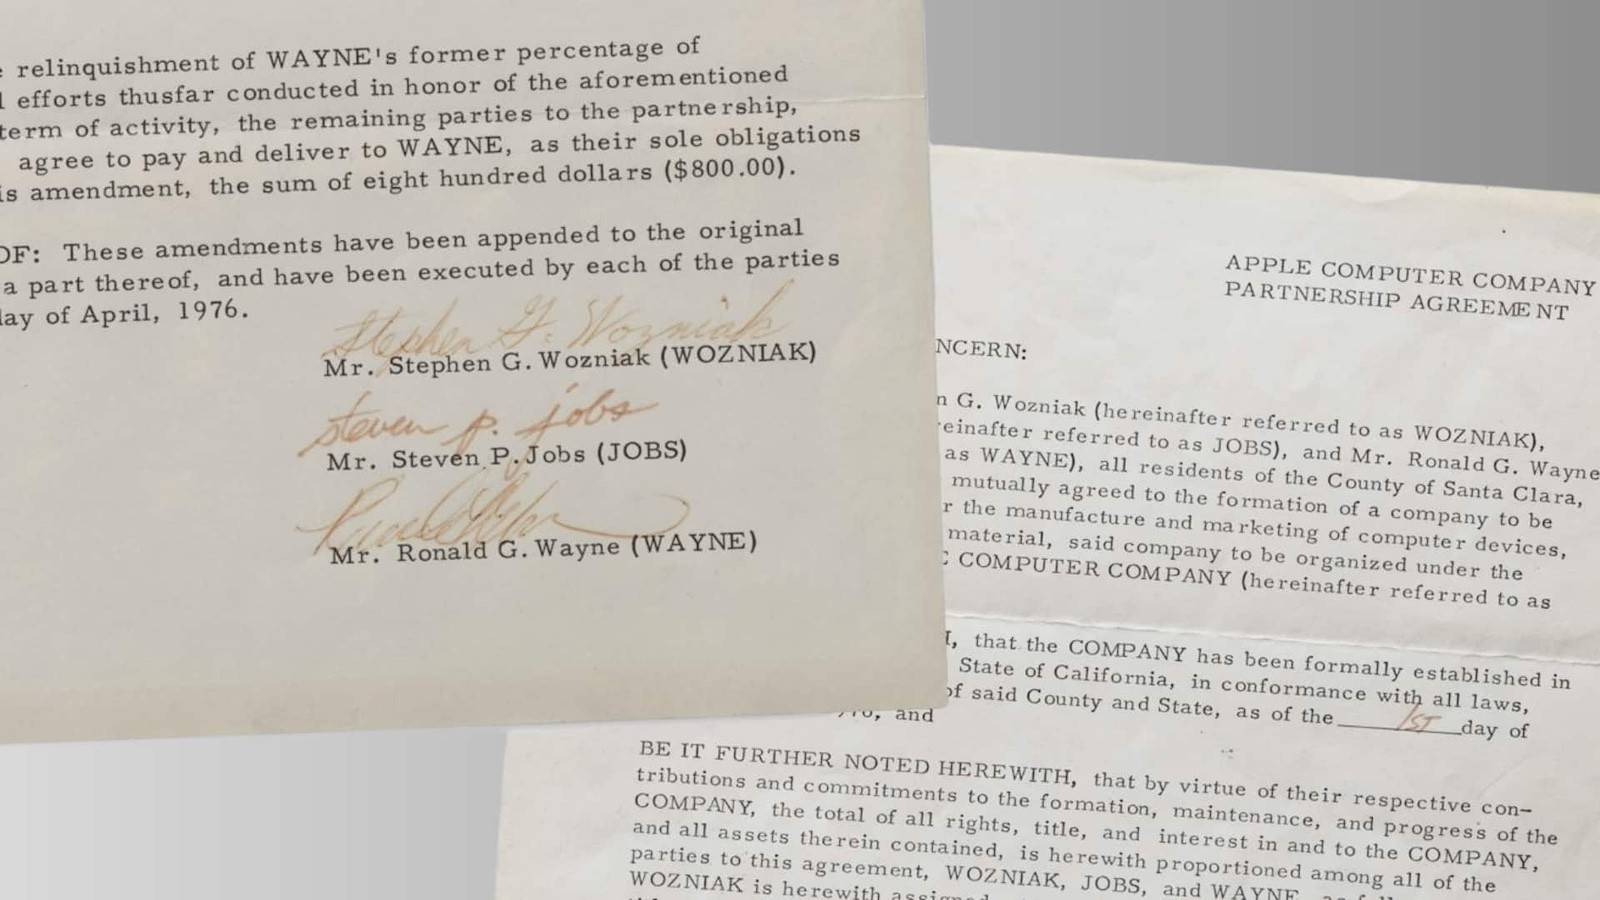 relinquishment of WAYNE's former percentage of
efforts thusfar conducted in honor of the aforementioned
term of activity, the remaining parties to the partnership,
agree to pay and deliver to WAYNE, as their sole obligations
is amendment, the sum of eight hundred dollars ($800.00).
OF: These amendments have been appended to the original
a part thereof, and have been executed by each of the parties
day of April, 1976.
Stephen G. Wozniak
Mr. Stephen G. Wozniak (WOZNIAK)
steven p. jobs
Mr. Steven P. Jobs (JOBS)
Mr. Ronald G. Wayne (WAYNE)
APPLE COMPUTER COMPANY
PARTNERSHIP AGREEMENT
NCERN:
n G. Wozniak (hereinafter referred to as WOZNIAK),
einafter referred to as JOBS), and Mr. Ronald G. Wayne
as WAYNE), all residents of the County of Santa Clara,
mutually agreed to the formation of a company to be
r the manufacture and marketing of computer devices,
material, said company to be organized under the
COMPUTER COMPANY (hereinafter referred to as
that the COMPANY has been formally established in
State of California, in conformance with all laws,
of said County and State, as of the 1ST day of
and
BE IT FURTHER NOTED HEREWITH, that by virtue of their respective con-
tributions and commitments to the formation, maintenance, and progress of the
COMPANY, the total of all rights, title, and interest in and to the COMPANY,
and all assets therein contained, is herewith proportioned among all of the
parties to this agreement, WOZNIAK, JOBS, and WAYNE
WOZNIAK is herewith